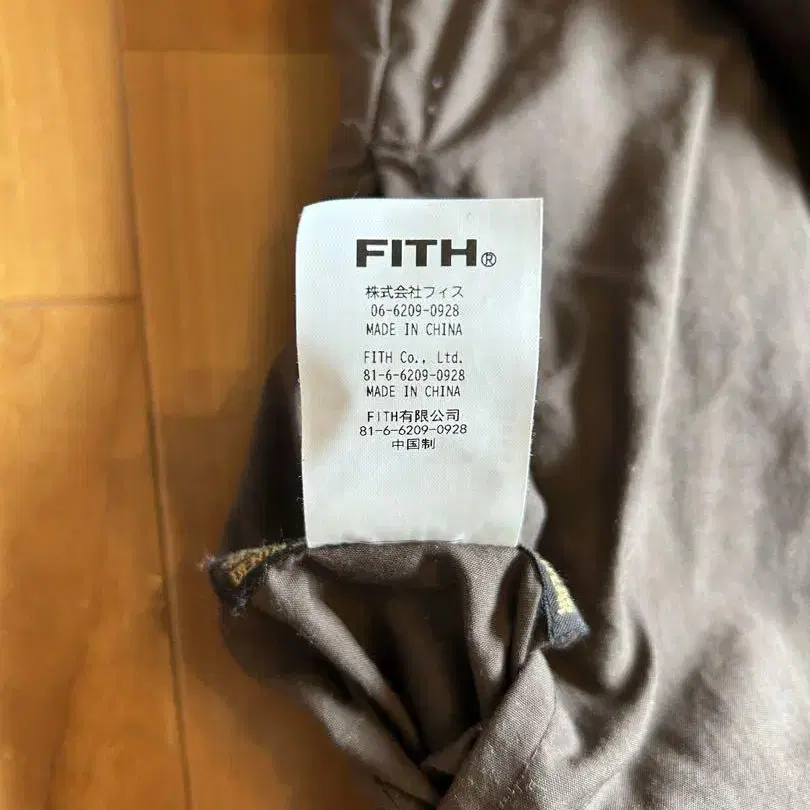 FITH®
株式会社フィス
06-6209-0928
MADE IN CHINA
FITH Co., Ltd.
81-6-6209-0928
MADE IN CHINA
FITH有限公司
81-6-6209-0928
中国制